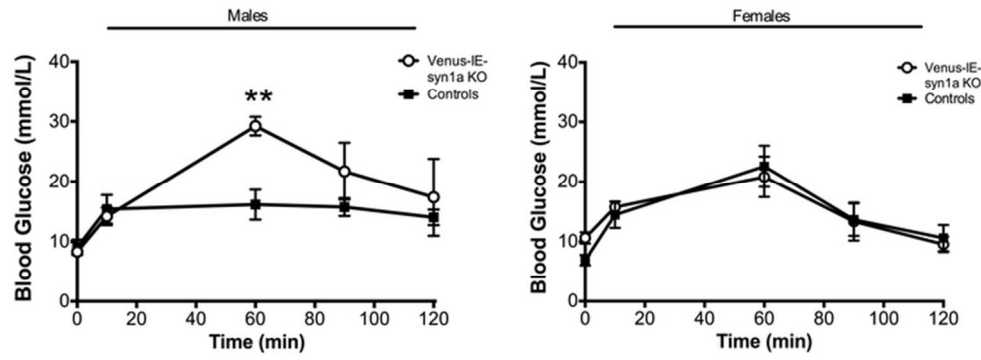 Males
Venus-IE-
syn1a KO
Controls
**
Blood Glucose (mmol/L)
40
30
20
10
0
0 20 40 60 80 100 120
Time (min)
Females
Venus-IE-
syn1a KO
Controls
Blood Glucose (mmol/L)
40
30
20
10
0
0 20 40 60 80 100 120
Time (min)